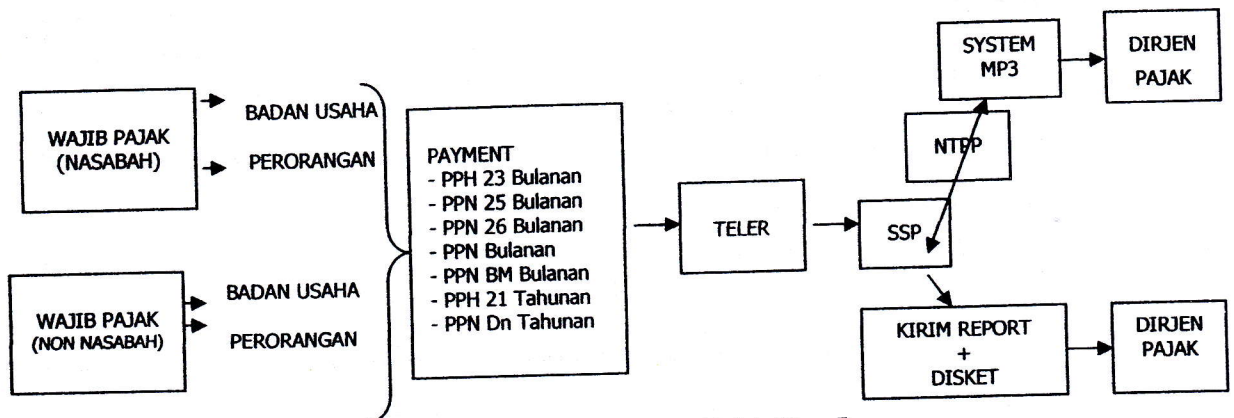 WAJIB PAJAK
(NASABAH)
BADAN USAHA
PERORANGAN
WAJIB PAJAK
(NON NASABAH)
BADAN USAHA
PERORANGAN
PAYMENT
- PPH 23 Bulanan
- PPN 25 Bulanan
- PPN 26 Bulanan
- PPN Bulanan
- PPN BM Bulanan
- PPH 21 Tahunan
- PPN Dn Tahunan
TELER
SSP
NTPP
SYSTEM
MP3
DIRJEN
PAJAK
KIRIM REPORT
+
DISKET
DIRJEN
PAJAK